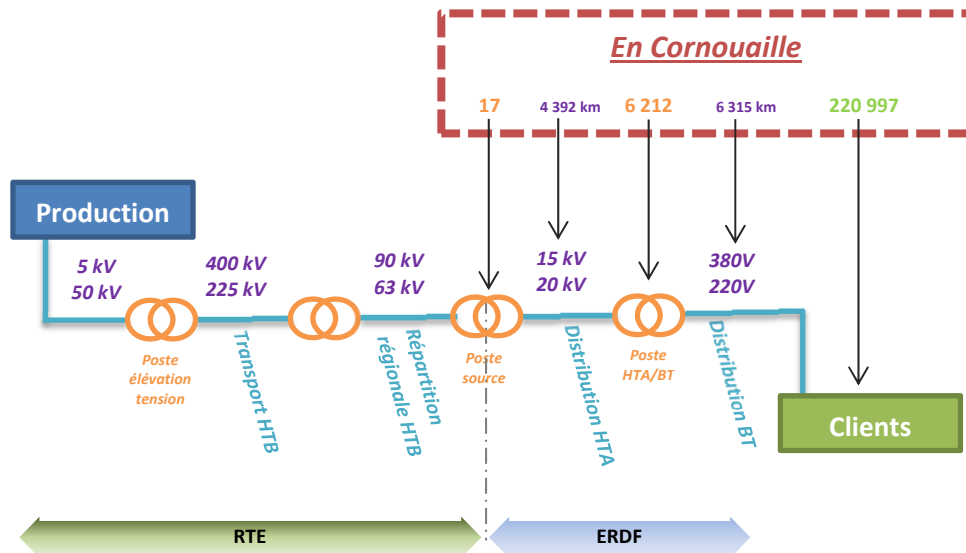 En Cornouaille
17
4 392 km
6 212
6 315 km
220 997
Production
5 kV
50 kV
400 kV
225 kV
90 kV
63 kV
15 kV
20 kV
380V
220V
Poste
élévation
tension
Transport HTB
Répartition
régionale HTB
Poste
source
Distribution HTA
Poste
HTA/BT
Distribution BT
Clients
RTE
ERDF